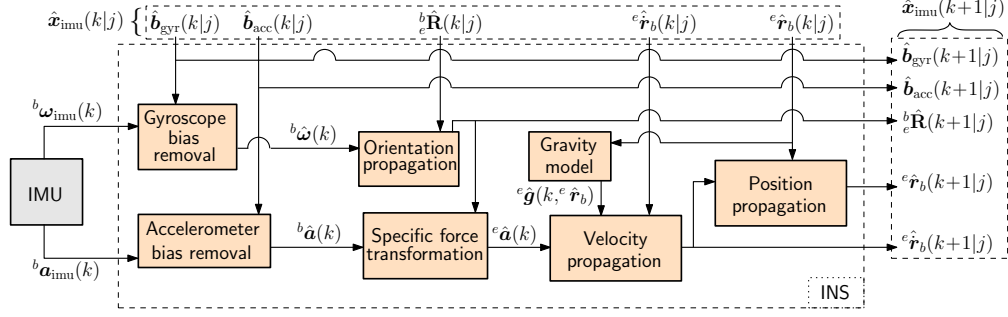 x̂_imu(k|j) {
b̂_gyr(k|j)
b̂_acc(k|j)
^b_e R̂(k|j)
^e ṙ̂_b(k|j)
^e r̂_b(k|j)
x̂_imu(k+1|j)
b̂_gyr(k+1|j)
b̂_acc(k+1|j)
^b_e R̂(k+1|j)
^e r̂_b(k+1|j)
^e ṙ̂_b(k+1|j)
^b ω_imu(k)
IMU
^b a_imu(k)
Gyroscope
bias
removal
^b ω̂(k)
Orientation
propagation
Gravity
model
^e ĝ(k,^e r̂_b)
Position
propagation
Accelerometer
bias removal
^b â(k)
Specific force
transformation
^e â(k)
Velocity
propagation
INS